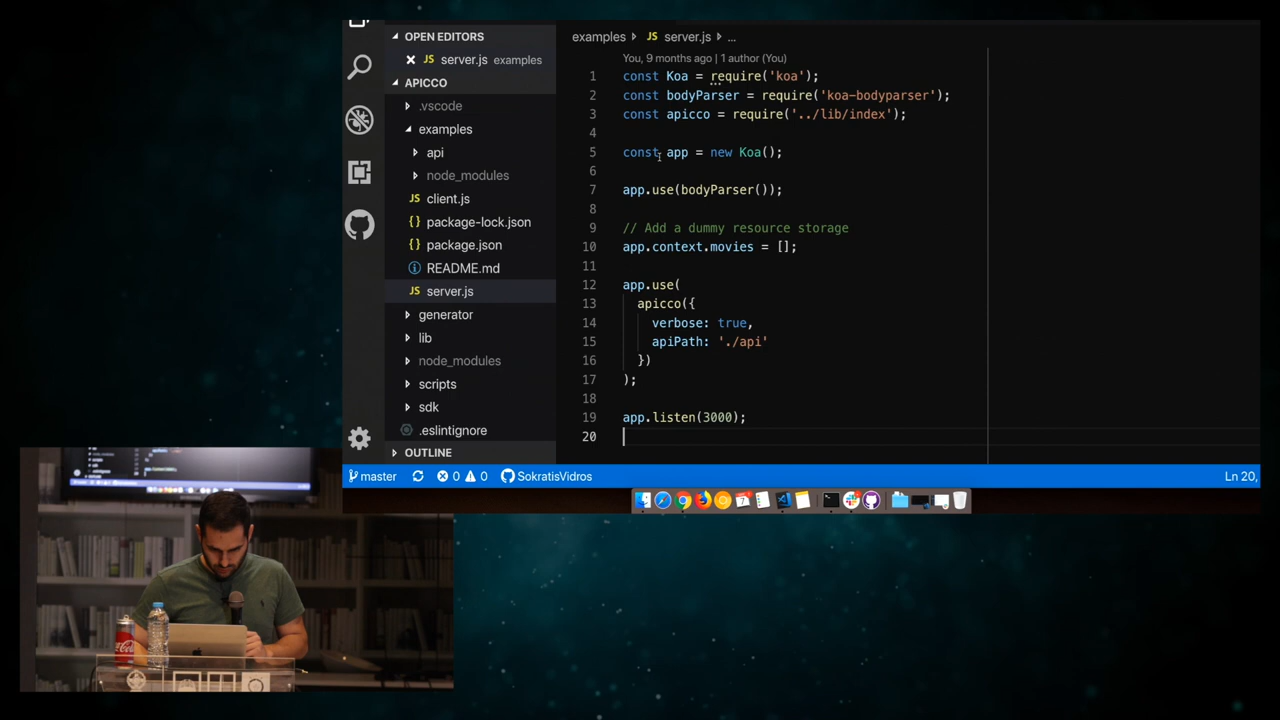 OPEN EDITORS
JS server.js examples
APICCO
.vscode
examples
api
node_modules
JS client.js
{} package-lock.json
{} package.json
README.md
JS server.js
generator
lib
node_modules
scripts
sdk
.eslintignore
OUTLINE
examples JS server.js ...
You, 9 months ago | 1 author (You)
1 const Koa = require('koa');
2 const bodyParser = require('koa-bodyparser');
3 const apicco = require('../lib/index');
4
5 const app = new Koa();
6
7 app.use(bodyParser());
8
9 // Add a dummy resource storage
10 app.context.movies = [];
11
12 app.use(
13 apicco({
14 verbose: true,
15 apiPath: './api'
16 })
17 );
18
19 app.listen(3000);
20
master 0 0 SokratisVidros Ln 20,